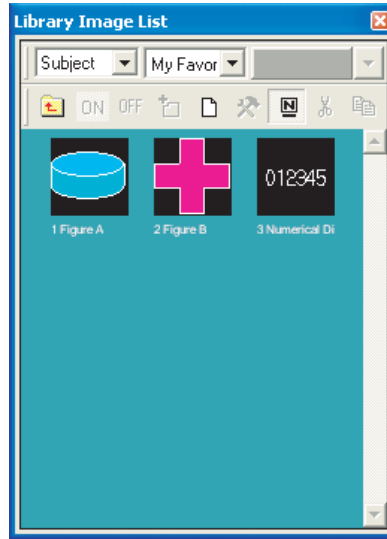 Library Image List
Subject My Favor
ON OFF N
012345
1 Figure A 2 Figure B 3 Numerical Di